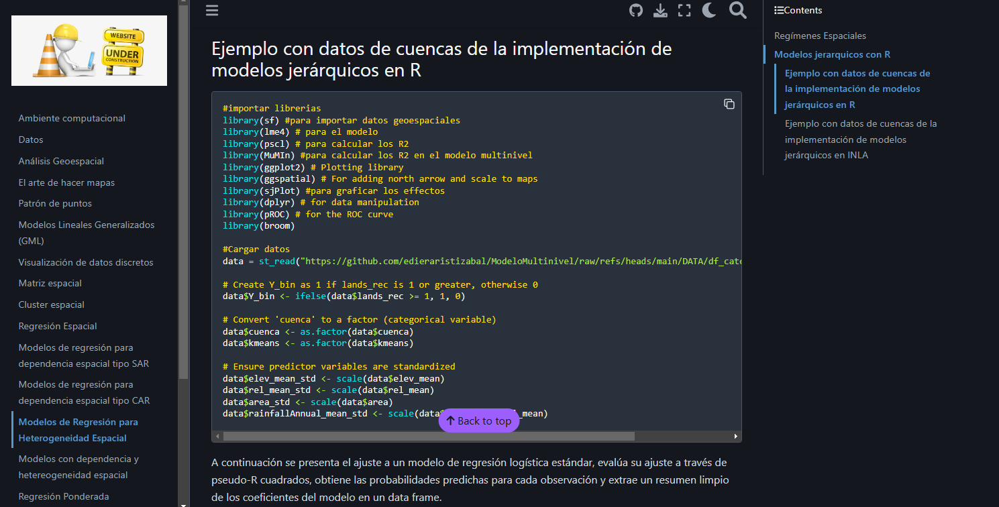 WEBSITE
UNDER
CONSTRUCTION
Ambiente computacional
Datos
Análisis Geoespacial
El arte de hacer mapas
Patrón de puntos
Modelos Lineales Generalizados
(GML)
Visualización de datos discretos
Matriz espacial
Cluster espacial
Regresión Espacial
Modelos de regresión para
dependencia espacial tipo SAR
Modelos de regresión para
dependencia espacial tipo CAR
Modelos de Regresión para
Heterogeneidad Espacial
Modelos con dependencia y
hetereogeneidad espacial
Regresión Ponderada
Ejemplo con datos de cuencas de la implementación de
modelos jerárquicos en R
#importar librerias
library(sf) #para importar datos geoespaciales
library(lme4) # para el modelo
library(pscl) # para calcular los R2
library(MuMIn) #para calcular los R2 en el modelo multinivel
library(ggplot2) # Plotting library
library(ggspatial) # For adding north arrow and scale to maps
library(sjPlot) #para graficar los effectos
library(dplyr) # for data manipulation
library(pROC) # for the ROC curve
library(broom)
#Cargar datos
data = st_read("https://github.com/edieraristizabal/ModeloMultinivel/raw/refs/heads/main/DATA/df_catc
# Create Y_bin as 1 if lands_rec is 1 or greater, otherwise 0
data$Y_bin <- ifelse(data$lands_rec >= 1, 1, 0)
# Convert 'cuenca' to a factor (categorical variable)
data$cuenca <- as.factor(data$cuenca)
data$kmeans <- as.factor(data$kmeans)
# Ensure predictor variables are standardized
data$elev_mean_std <- scale(data$elev_mean)
data$rel_mean_std <- scale(data$rel_mean)
data$area_std <- scale(data$area)
data$rainfallAnnual_mean_std <- scale(data$ _mean)
Back to top
A continuación se presenta el ajuste a un modelo de regresión logística estándar, evalúa su ajuste a través de
pseudo-R cuadrados, obtiene las probabilidades predichas para cada observación y extrae un resumen limpio
de los coeficientes del modelo en un data frame.
Contents
Regímenes Espaciales
Modelos jerarquicos con R
Ejemplo con datos de cuencas de
la implementación de modelos
jerárquicos en R
Ejemplo con datos de cuencas de la
implementación de modelos
jerárquicos en INLA